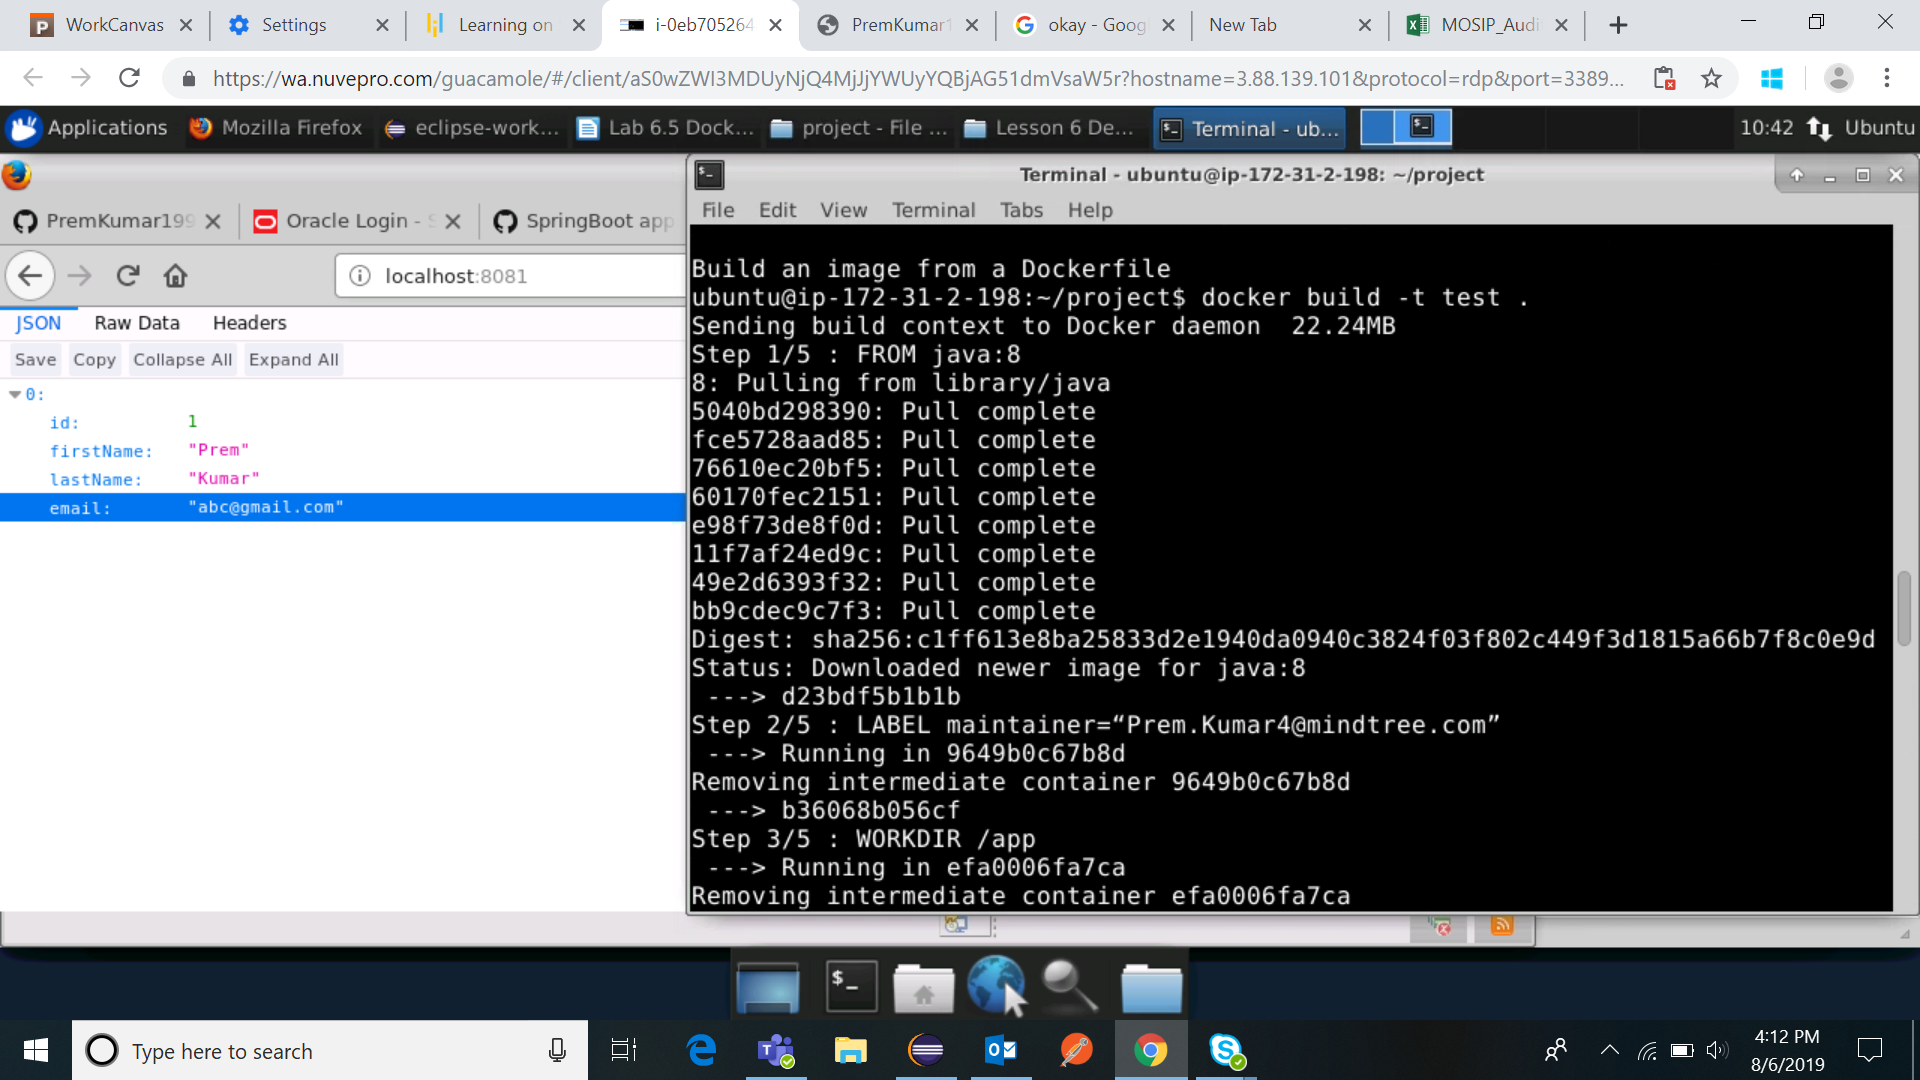 WorkCanvas
Settings
Learning on
i-0eb705264
PremKumar1
okay - Goog
New Tab
MOSIP_Audi
https://wa.nuvepro.com/guacamole/#/client/aS0wZWI3MDUyNjQ4MjJjYWUyYQBjAG51dmVsaW5r?hostname=3.88.139.101&protocol=rdp&port=3389...
Applications
Mozilla Firefox
eclipse-work...
Lab 6.5 Dock...
project - File ...
Lesson 6 De...
Terminal - ub...
10:42
Ubuntu
PremKumar199
Oracle Login - S
SpringBoot app
localhost:8081
JSON
Raw Data
Headers
Save
Copy
Collapse All
Expand All
0:
id: 1
firstName: "Prem"
lastName: "Kumar"
email: "abc@gmail.com"
Terminal - ubuntu@ip-172-31-2-198: ~/project
File Edit View Terminal Tabs Help
Build an image from a Dockerfile
ubuntu@ip-172-31-2-198:~/project$ docker build -t test .
Sending build context to Docker daemon 22.24MB
Step 1/5 : FROM java:8
8: Pulling from library/java
5040bd298390: Pull complete
fce5728aad85: Pull complete
76610ec20bf5: Pull complete
60170fec2151: Pull complete
e98f73de8f0d: Pull complete
11f7af24ed9c: Pull complete
49e2d6393f32: Pull complete
bb9cdec9c7f3: Pull complete
Digest: sha256:c1ff613e8ba25833d2e1940da0940c3824f03f802c449f3d1815a66b7f8c0e9d
Status: Downloaded newer image for java:8
---> d23bdf5b1b1b
Step 2/5 : LABEL maintainer=“Prem.Kumar4@mindtree.com”
---> Running in 9649b0c67b8d
Removing intermediate container 9649b0c67b8d
---> b36068b056cf
Step 3/5 : WORKDIR /app
---> Running in efa0006fa7ca
Removing intermediate container efa0006fa7ca
Type here to search
4:12 PM
8/6/2019